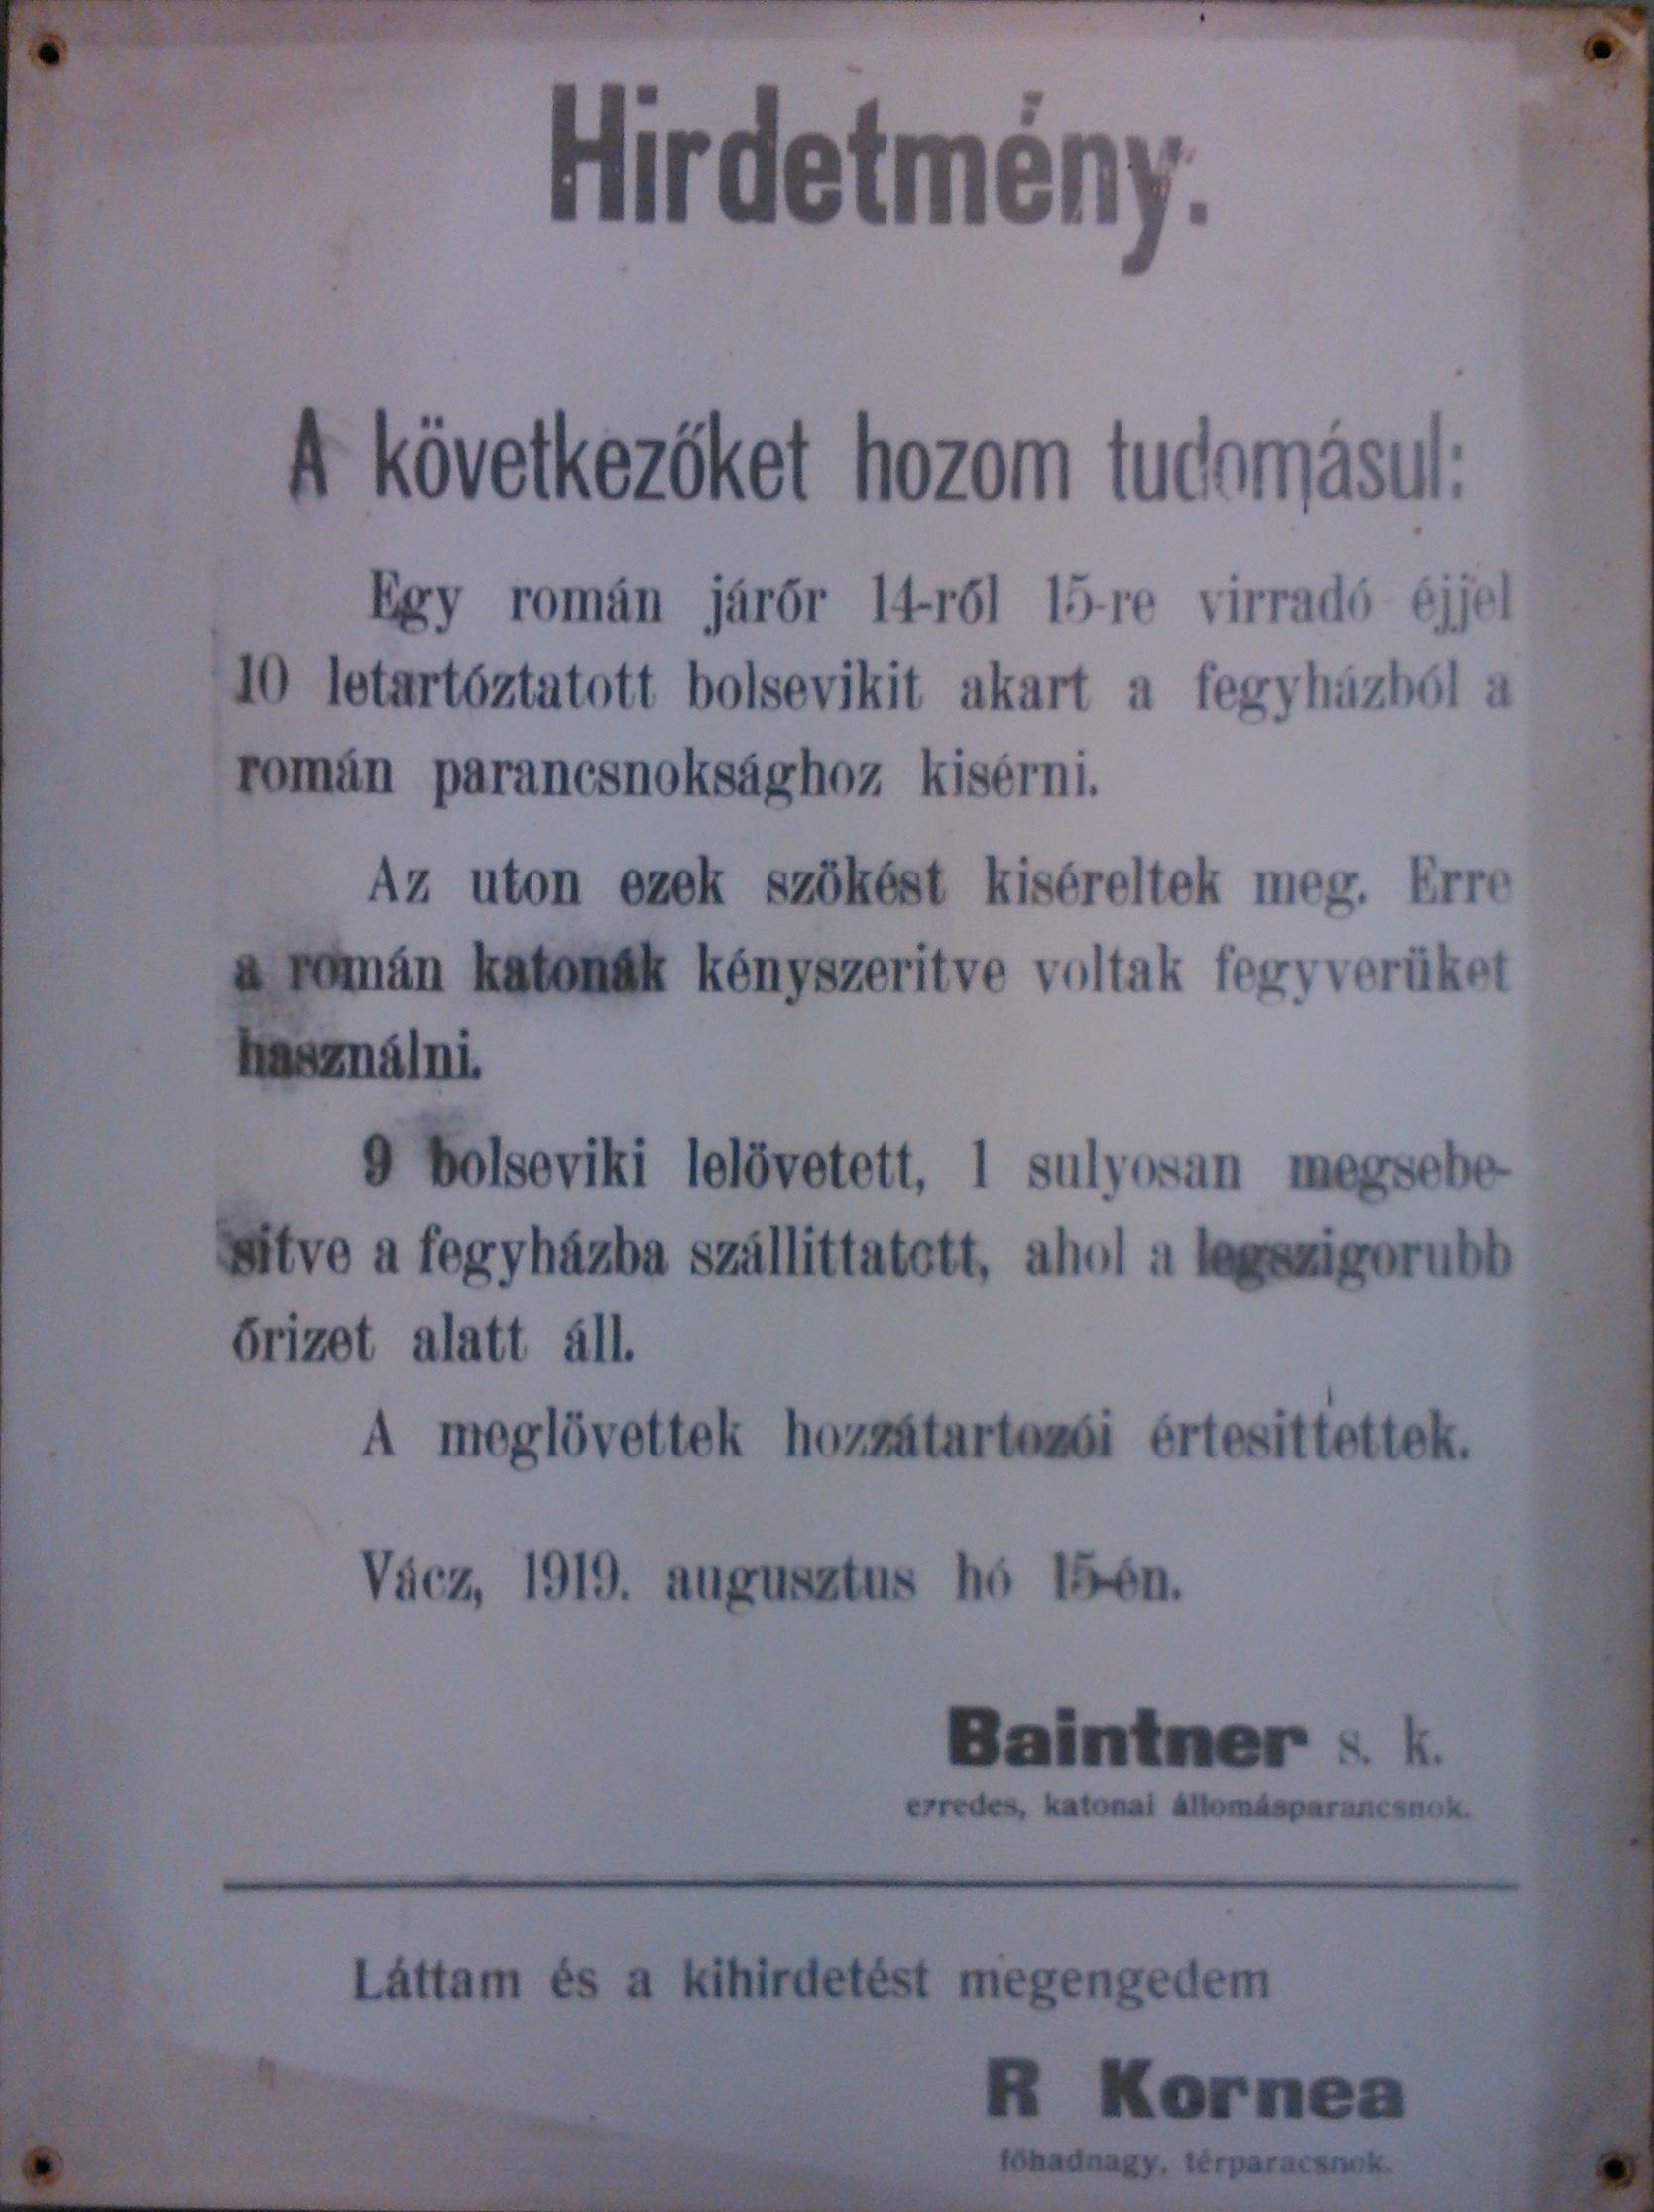 Hirdetmény.
A következőket hozom tudomásul:
Egy román járőr 14-ről 15-re virradó éjjel
10 letartóztatott bolsevikit akart a fegyházból a
román parancsnoksághoz kisérni.
Az uton ezek szökést kiséreltek meg. Erre
a román katonák kényszeritve voltak fegyverüket
használni.
9 bolseviki lelövetett, 1 sulyosan megsebe-
sitve a fegyházba szállittatott, ahol a legszigorubb
őrizet alatt áll.
A meglövettek hozzátartozói értesittettek.
Vácz, 1919. augusztus hó 15-én.
Baintner s. k.
ezredes, katonai állomásparancsnok.
Láttam és a kihirdetést megengedem
R Kornea
főhadnagy, térparacsnok.